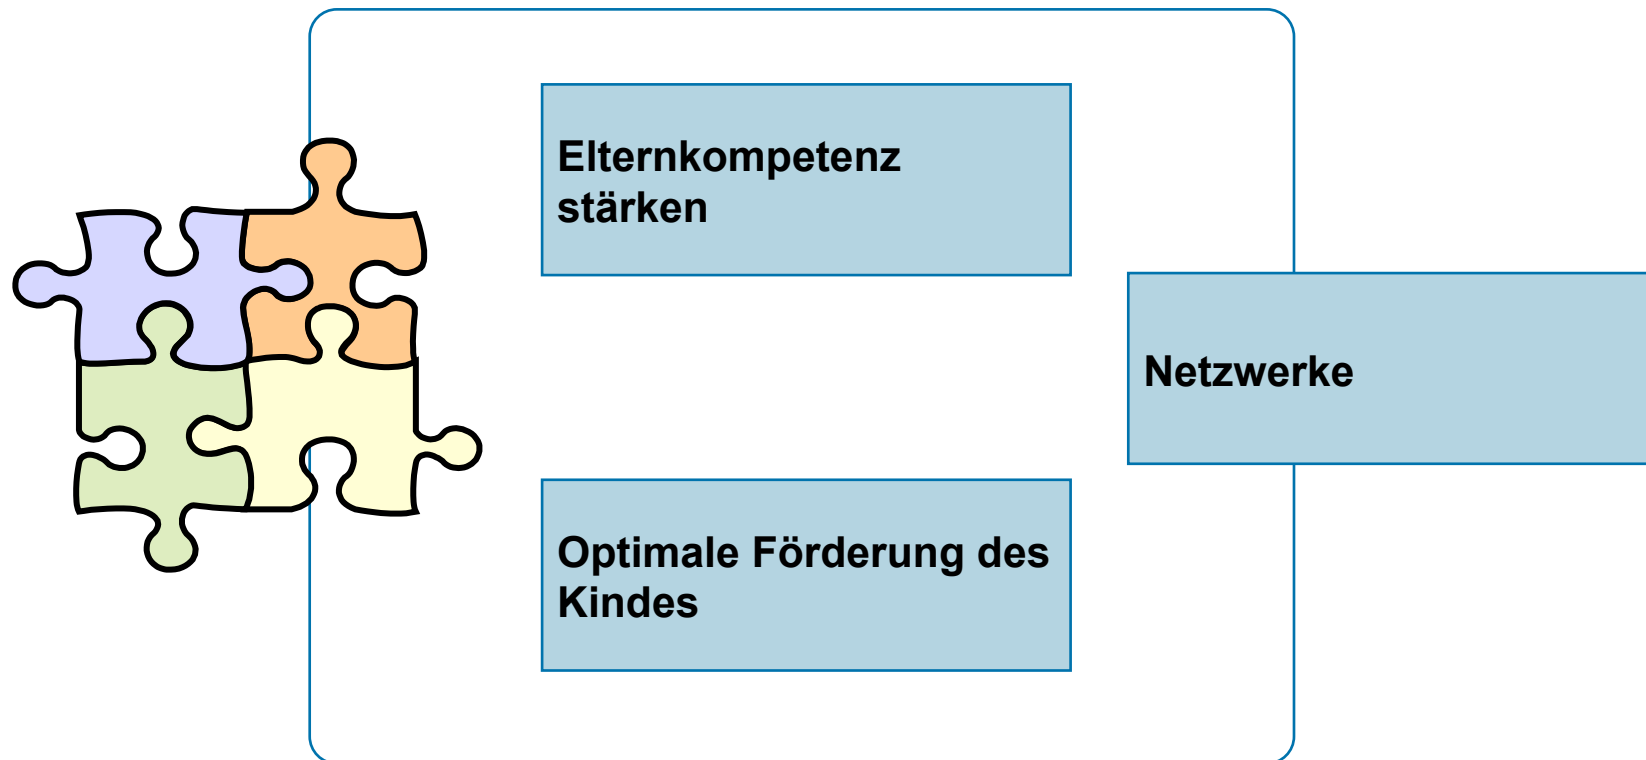 Elternkompetenz
stärken
Netzwerke
Optimale Förderung des
Kindes